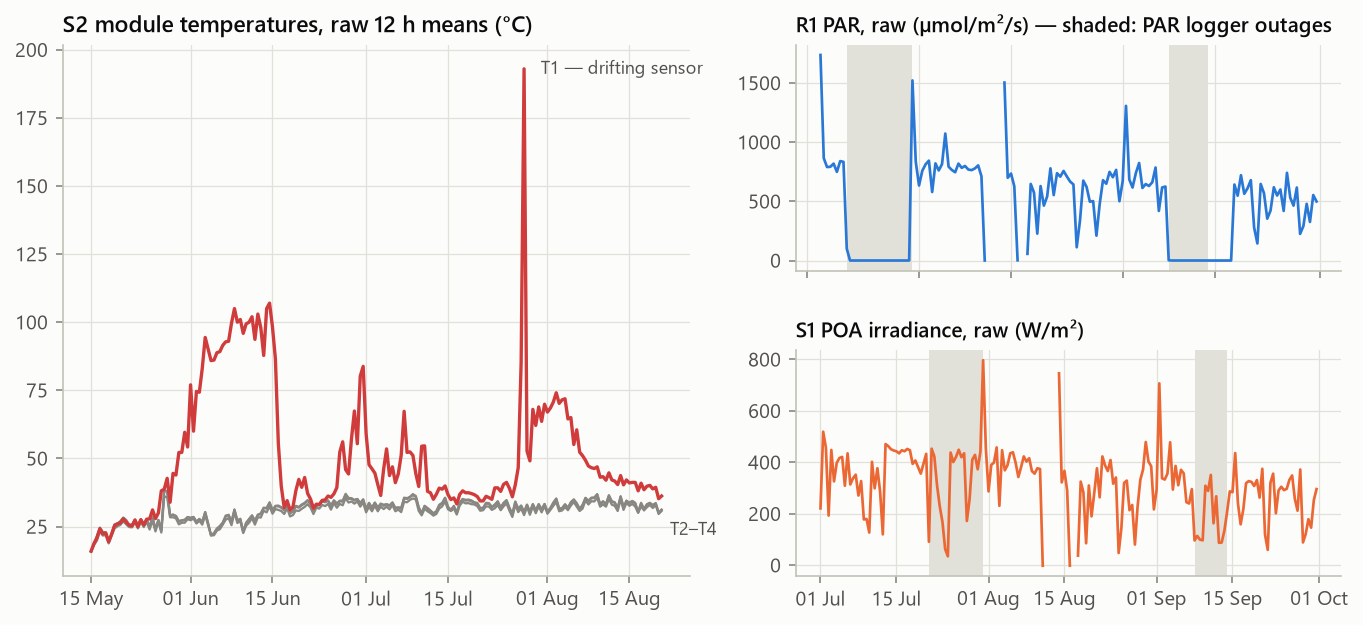 S2 module temperatures, raw 12 h means (°C)
200
175
150
125
100
75
50
25
T1 — drifting sensor
T2–T4
15 May
01 Jun
15 Jun
01 Jul
15 Jul
01 Aug
15 Aug
R1 PAR, raw (μmol/m²/s) — shaded: PAR logger outages
1500
1000
500
0
S1 POA irradiance, raw (W/m²)
800
600
400
200
0
01 Jul
15 Jul
01 Aug
15 Aug
01 Sep
15 Sep
01 Oct